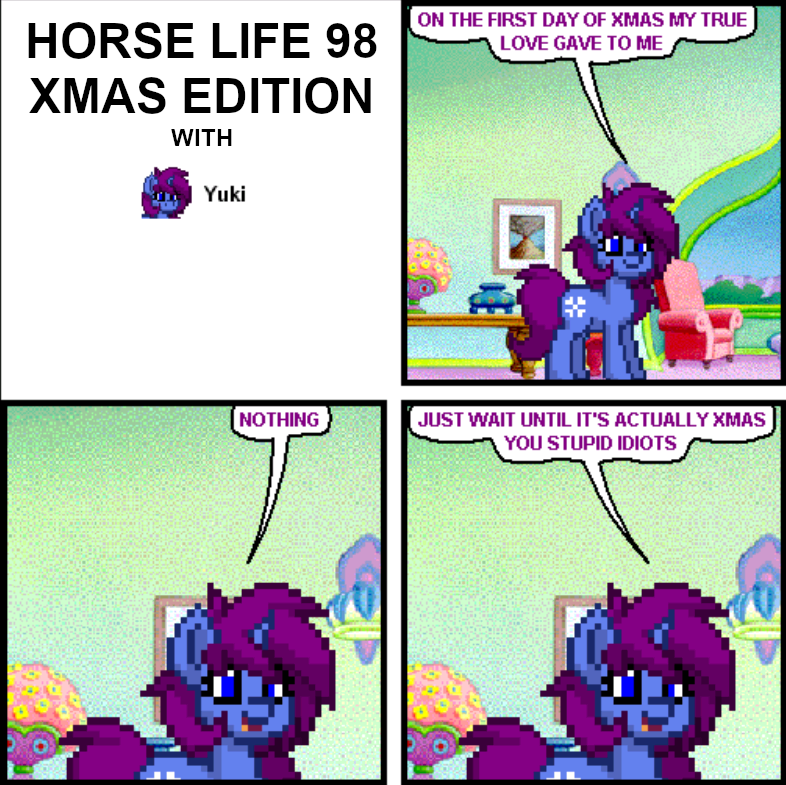 HORSE LIFE 98
XMAS EDITION
WITH
Yuki
ON THE FIRST DAY OF XMAS MY TRUE
LOVE GAVE TO ME
NOTHING
JUST WAIT UNTIL IT'S ACTUALLY XMAS
YOU STUPID IDIOTS